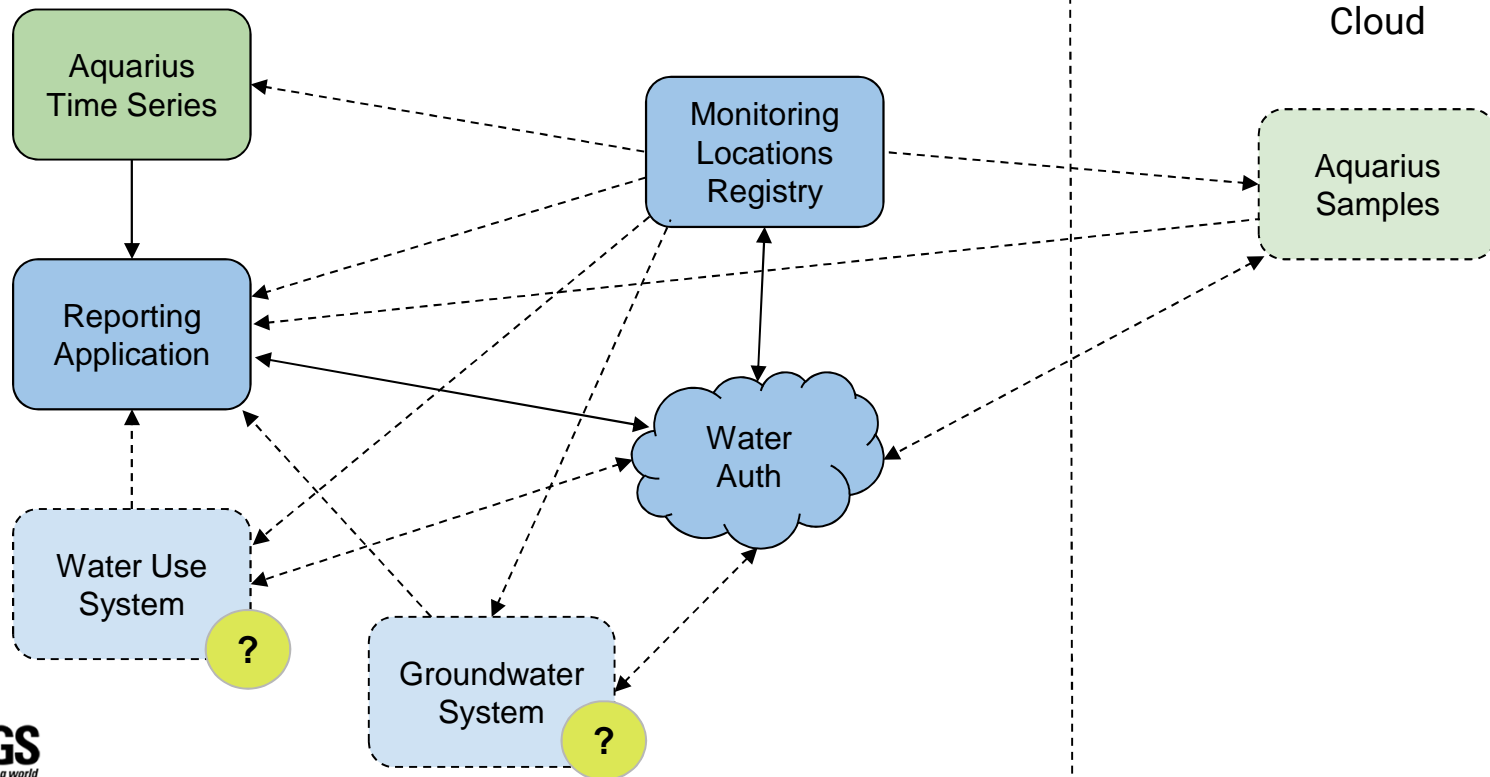 Cloud
Aquarius
Time Series
Monitoring
Locations
Registry
Aquarius
Samples
Reporting
Application
Water
Auth
Water Use
System
?
Groundwater
System
?
GS
g world